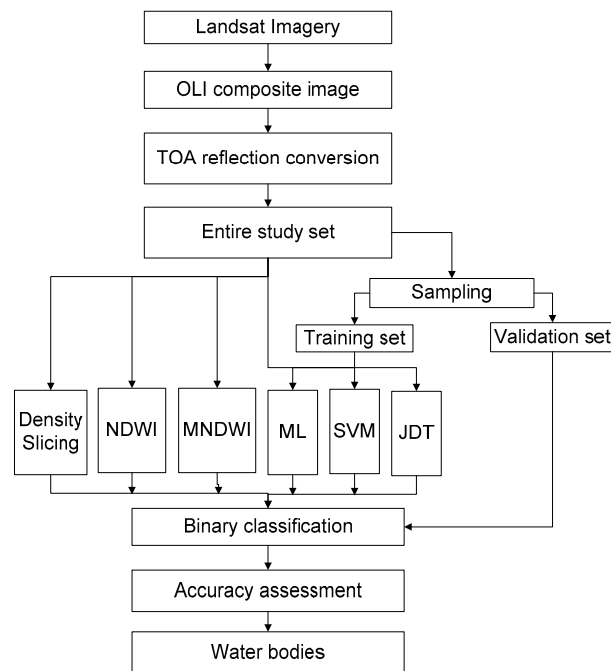 Landsat Imagery
OLI composite image
TOA reflection conversion
Entire study set
Sampling
Training set
Validation set
Density
Slicing
NDWI
MNDWI
ML
SVM
JDT
Binary classification
Accuracy assessment
Water bodies